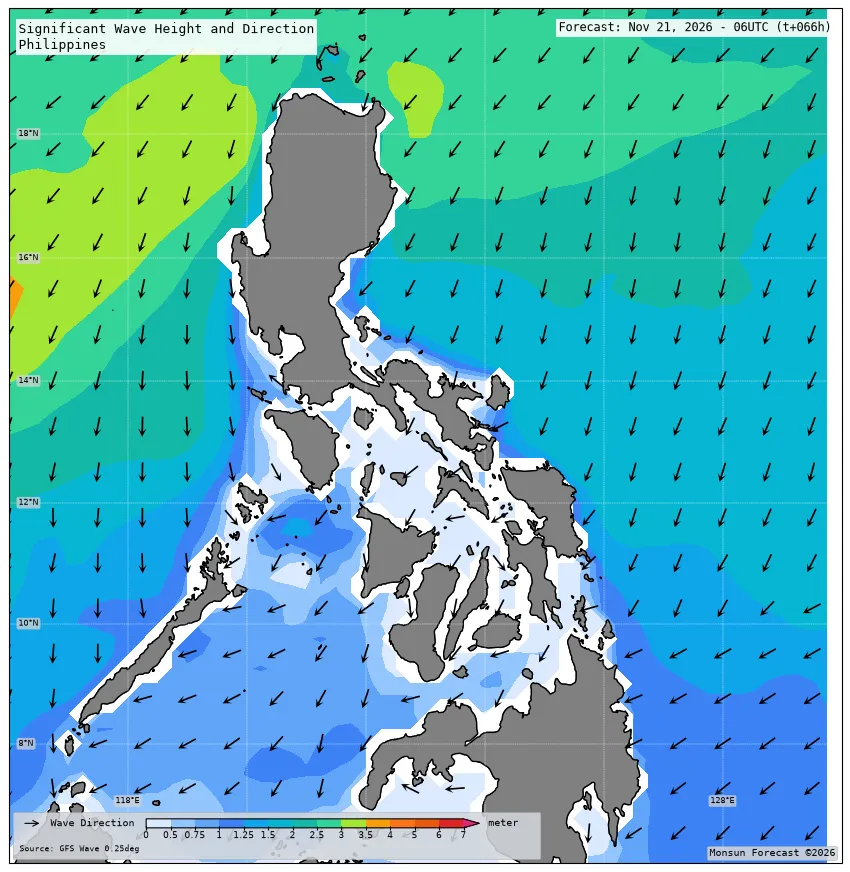 Significant Wave Height and Direction
Philippines
Forecast: Nov 21, 2026 - 06UTC (t+066h)
18°N
16°N
14°N
12°N
10°N
8°N
118°E
128°E
Wave Direction
0 0.5 0.75 1 1.25 1.5 2 2.5 3 3.5 4 5 6 7
meter
Source: GFS Wave 0.25deg
Monsun Forecast ©2026